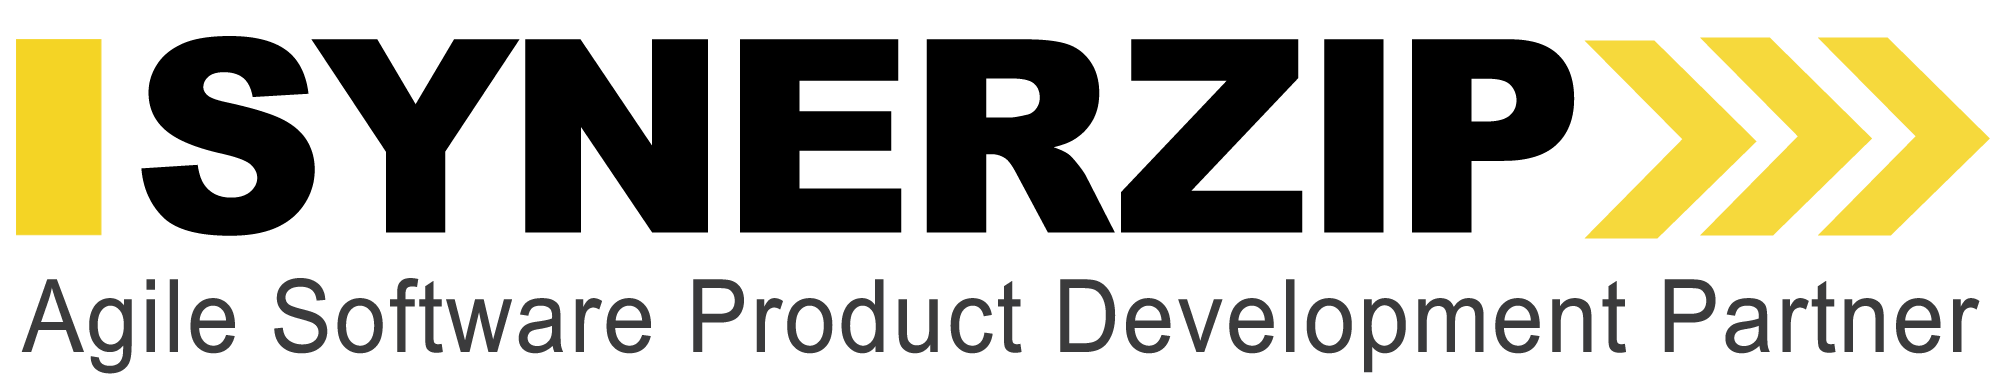 SYNERZIP
Agile Software Product Development Partner